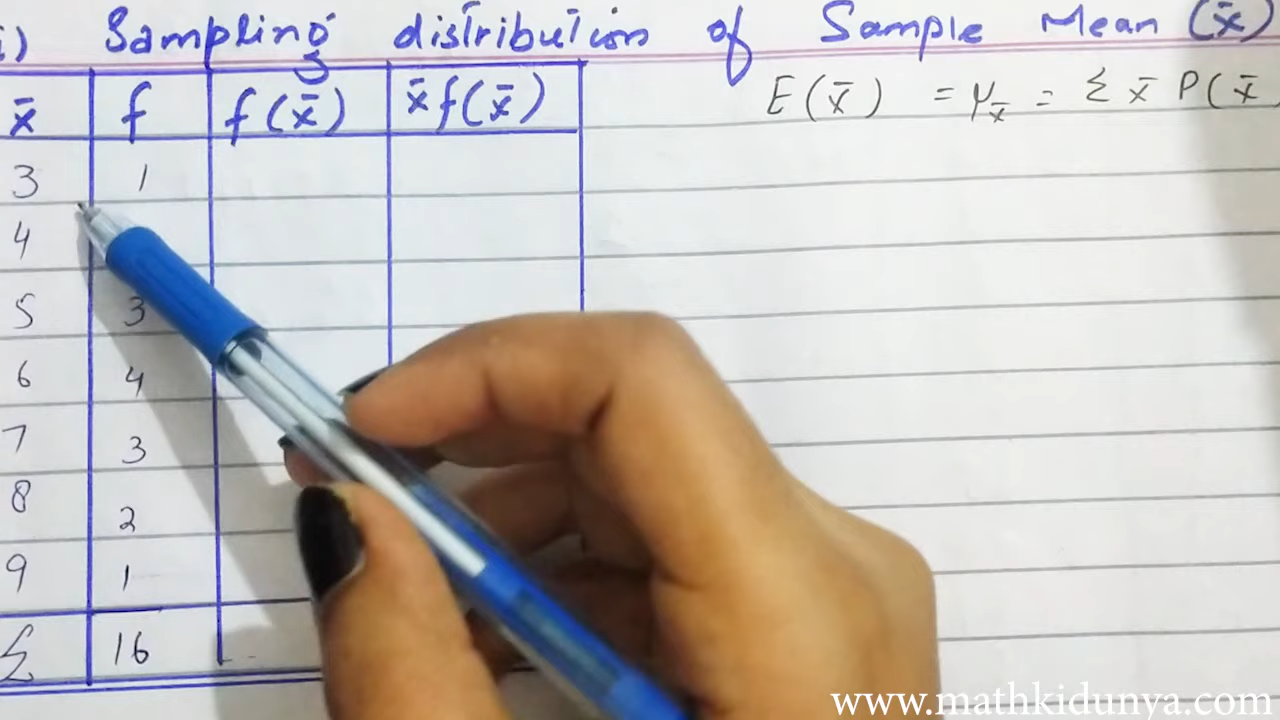 i) Sampling distribution of Sample Mean (x̄)
x̄ f f(x̄) x̄f(x̄)
E(x̄) = μx̄ = Σ x̄ P(x̄
3 1
4
5 3
6 4
7 3
8 2
9 1
Σ 16
www.mathkidunya.com